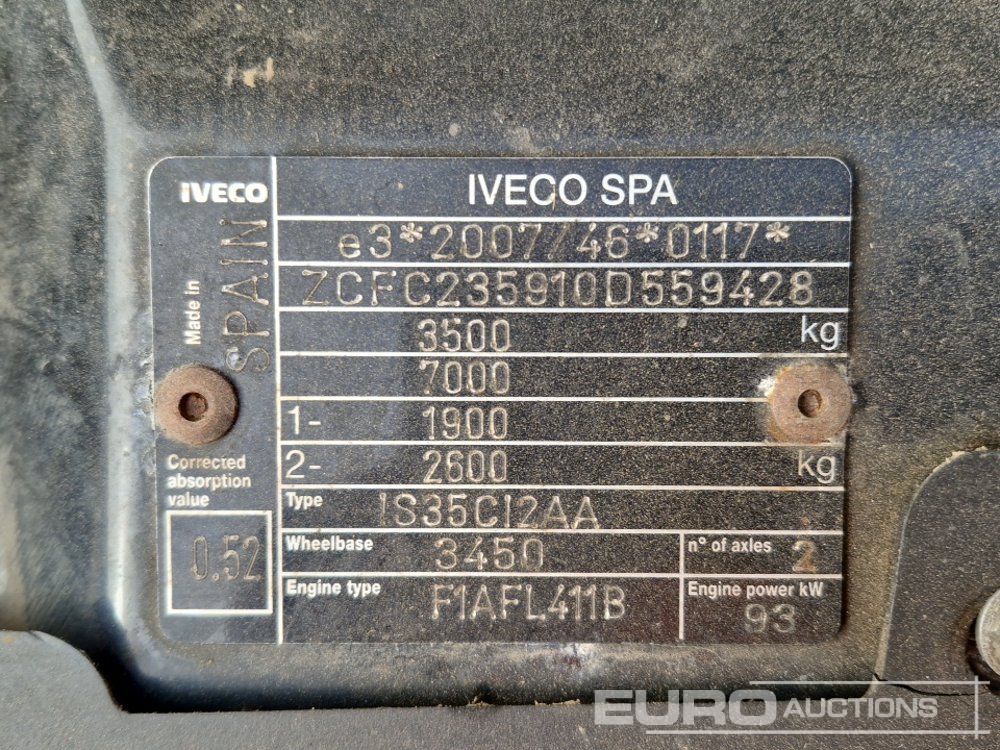 IVECO
IVECO SPA
Made in
SPAIN
e3*2007/46*0117*
ZCFC235910D559428
3500 kg
7000
1- 1900
2- 2600 kg
Corrected
absorption
value
0.52
Type IS35CI2AA
Wheelbase 3450 n° of axles 2
Engine type F1AFL411B Engine power kW
93
EURO AUCTIONS